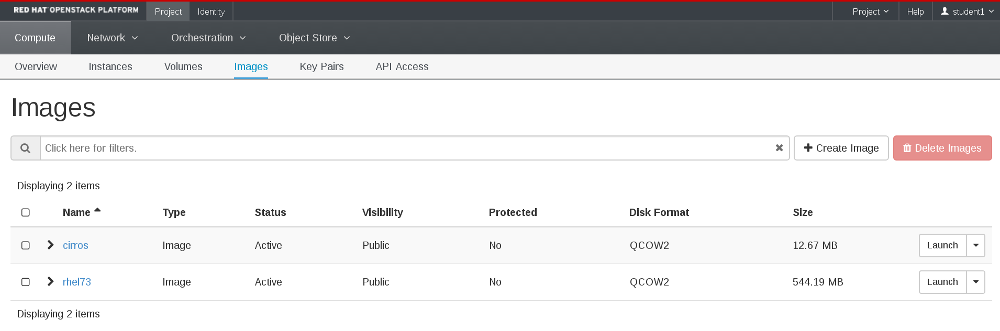 RED HAT OPENSTACK PLATFORM Project Identity Project Help student1
Compute Network Orchestration Object Store
Overview Instances Volumes Images Key Pairs API Access
Images
Click here for filters. Create Image Delete Images
Displaying 2 items
Name Type Status Visibility Protected Disk Format Size
cirros Image Active Public No QCOW2 12.67 MB Launch
rhel73 Image Active Public No QCOW2 544.19 MB Launch
Displaying 2 items